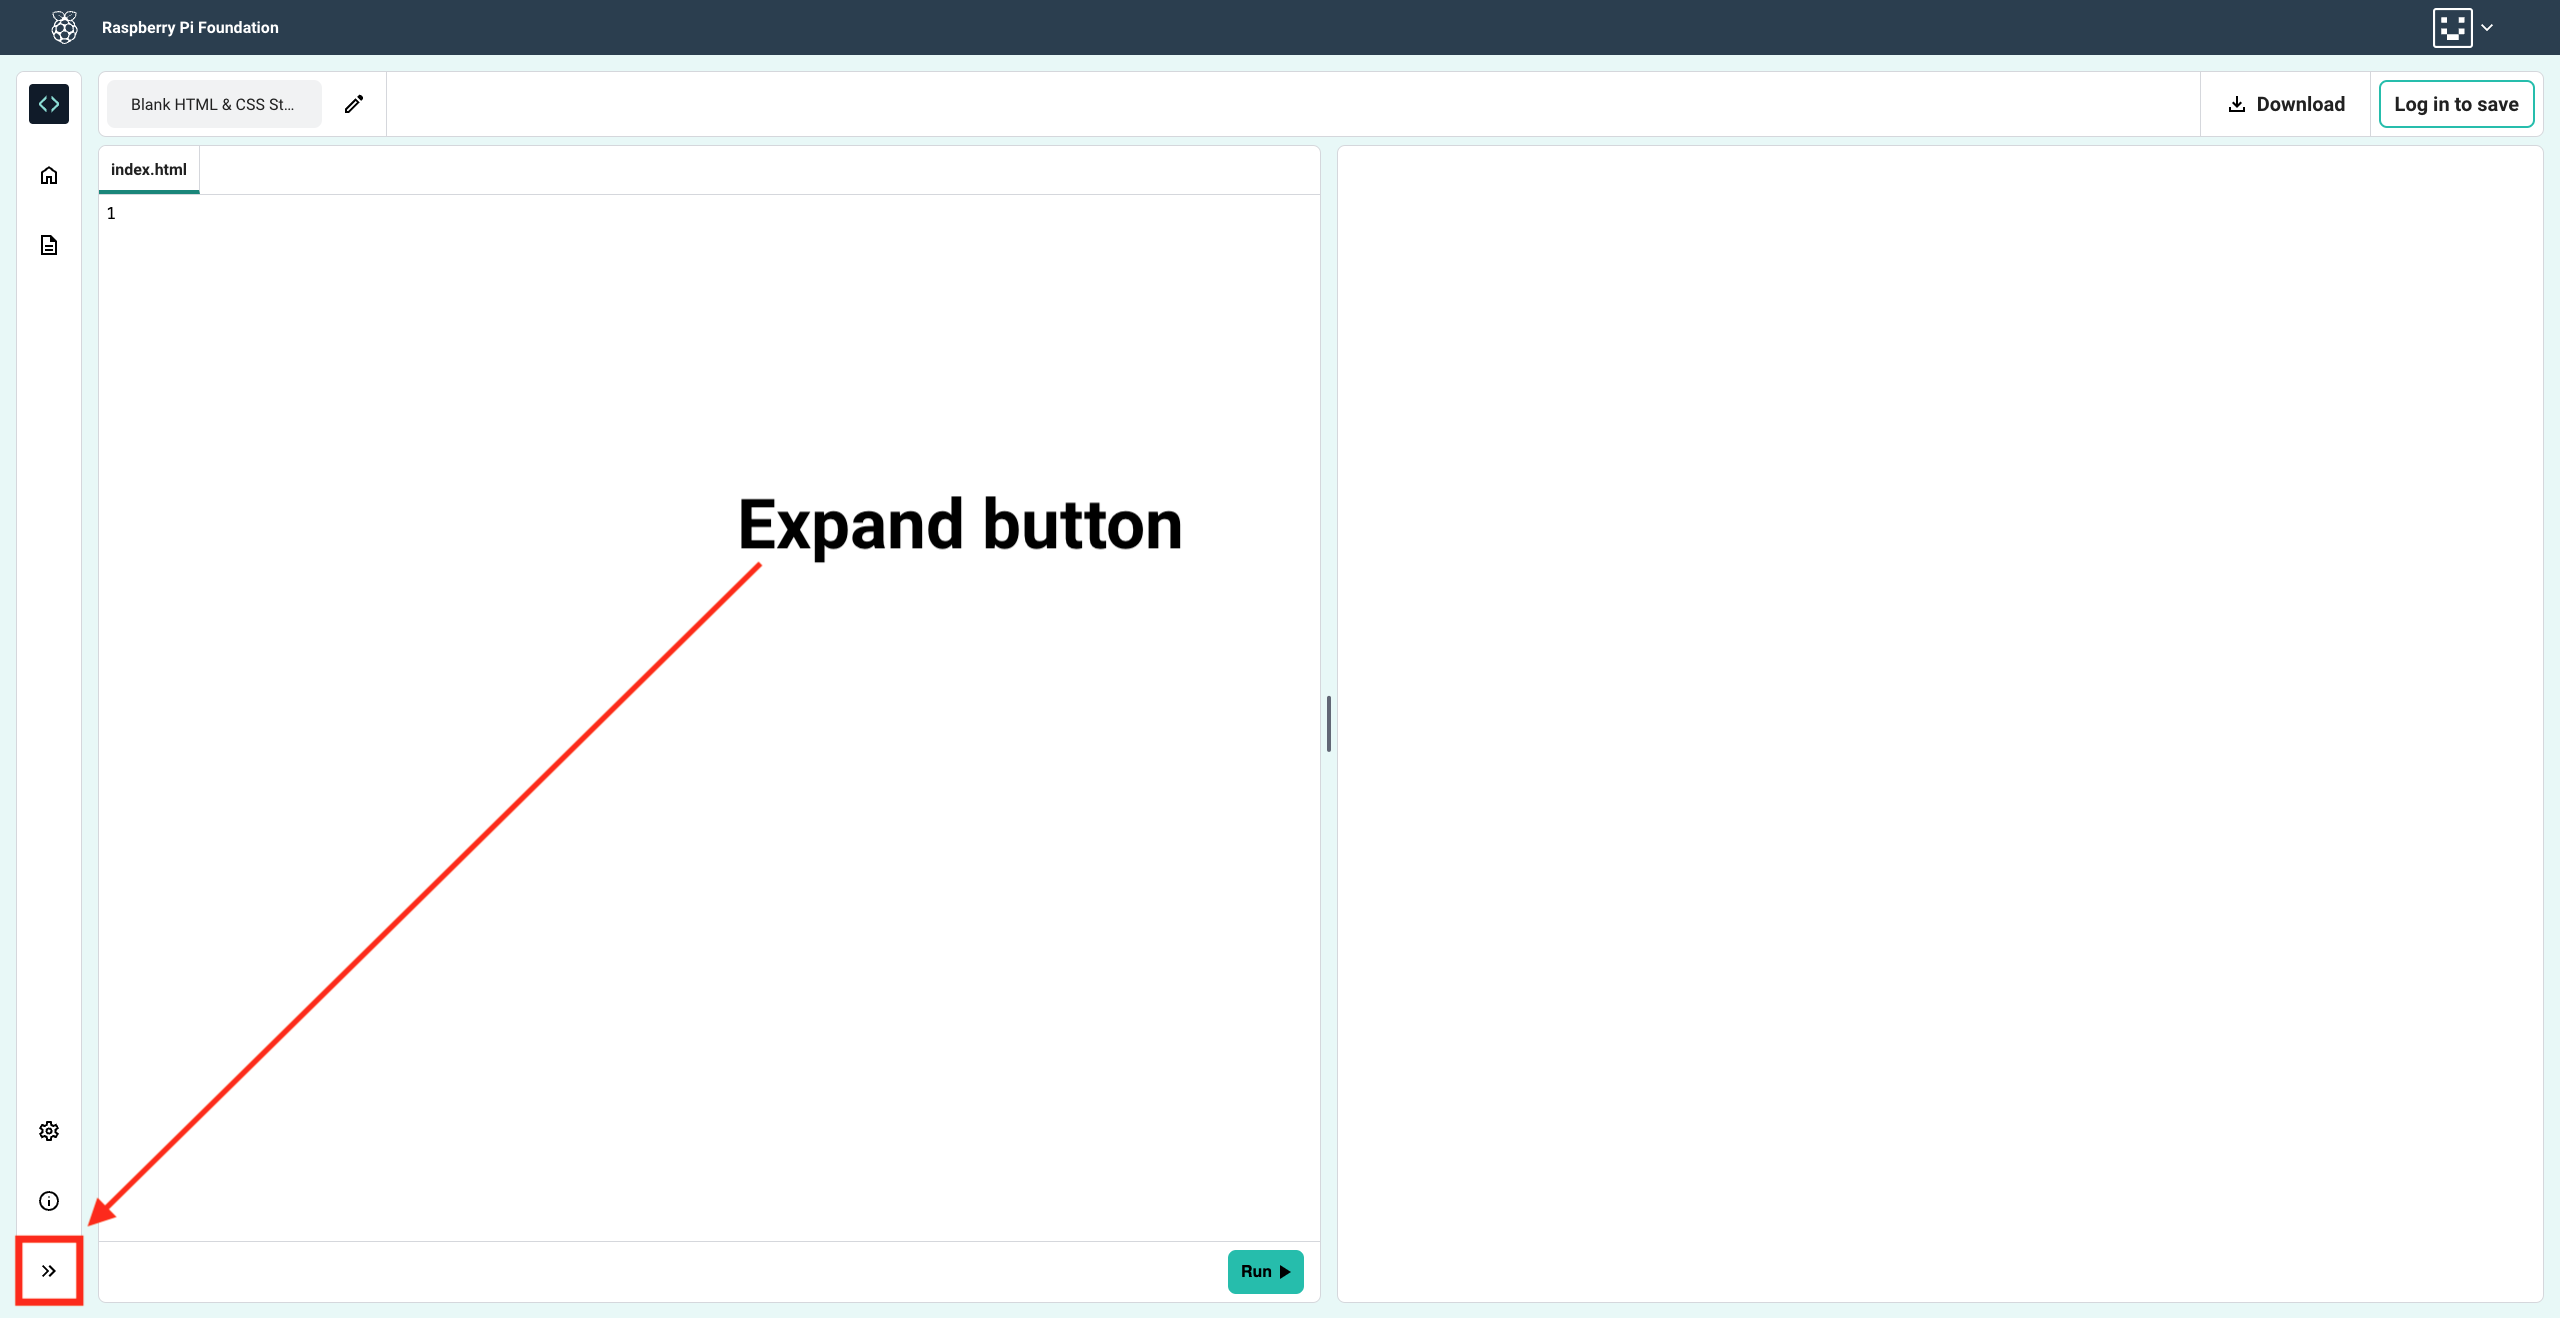 Raspberry Pi Foundation
Blank HTML & CSS St...
Download
Log in to save
index.html
1
Expand button
Run